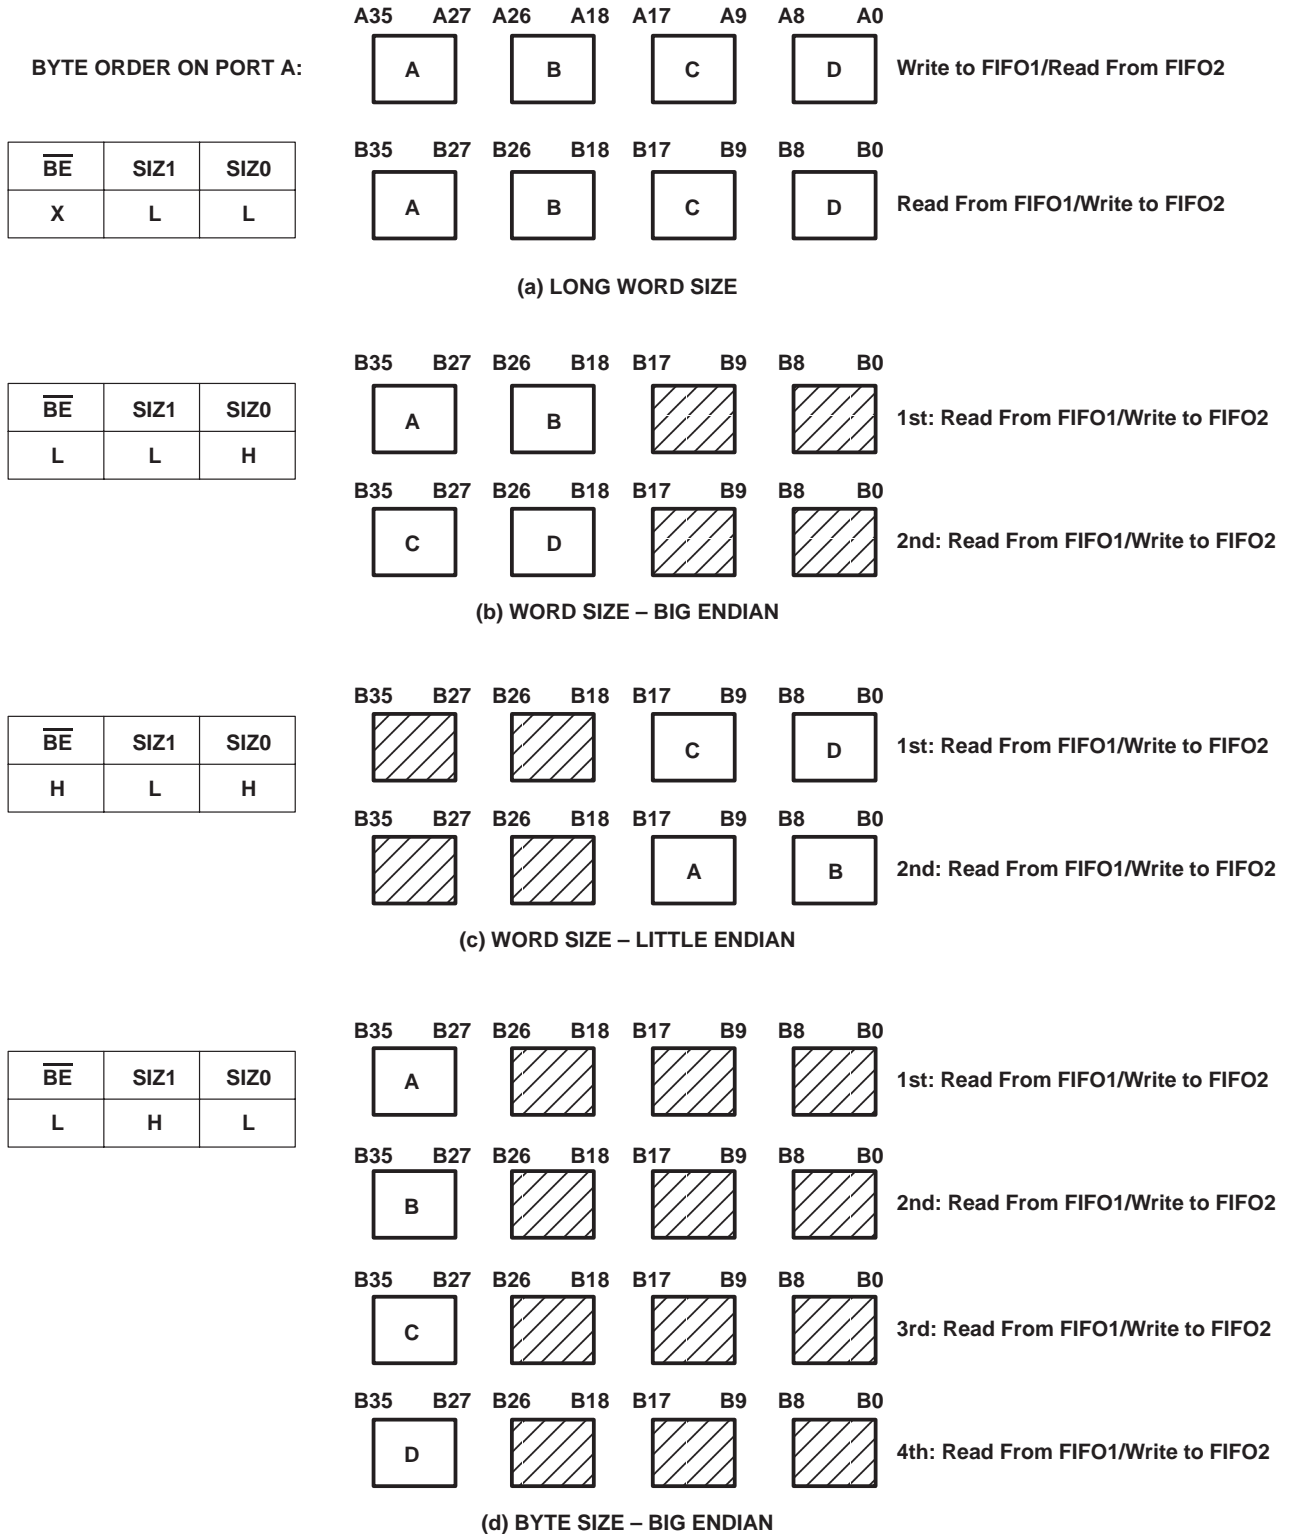 A35 A27 A26 A18 A17 A9 A8 A0
BYTE ORDER ON PORT A: A B C D Write to FIFO1/Read From FIFO2
B35 B27 B26 B18 B17 B9 B8 B0
BE SIZ1 SIZ0
X L L A B C D Read From FIFO1/Write to FIFO2
(a) LONG WORD SIZE
B35 B27 B26 B18 B17 B9 B8 B0
BE SIZ1 SIZ0
A B 1st: Read From FIFO1/Write to FIFO2
L L H
B35 B27 B26 B18 B17 B9 B8 B0
C D 2nd: Read From FIFO1/Write to FIFO2
(b) WORD SIZE – BIG ENDIAN
B35 B27 B26 B18 B17 B9 B8 B0
BE SIZ1 SIZ0
C D 1st: Read From FIFO1/Write to FIFO2
H L H
B35 B27 B26 B18 B17 B9 B8 B0
A B 2nd: Read From FIFO1/Write to FIFO2
(c) WORD SIZE – LITTLE ENDIAN
B35 B27 B26 B18 B17 B9 B8 B0
BE SIZ1 SIZ0
A 1st: Read From FIFO1/Write to FIFO2
L H L
B35 B27 B26 B18 B17 B9 B8 B0
B 2nd: Read From FIFO1/Write to FIFO2
B35 B27 B26 B18 B17 B9 B8 B0
C 3rd: Read From FIFO1/Write to FIFO2
B35 B27 B26 B18 B17 B9 B8 B0
D 4th: Read From FIFO1/Write to FIFO2
(d) BYTE SIZE – BIG ENDIAN